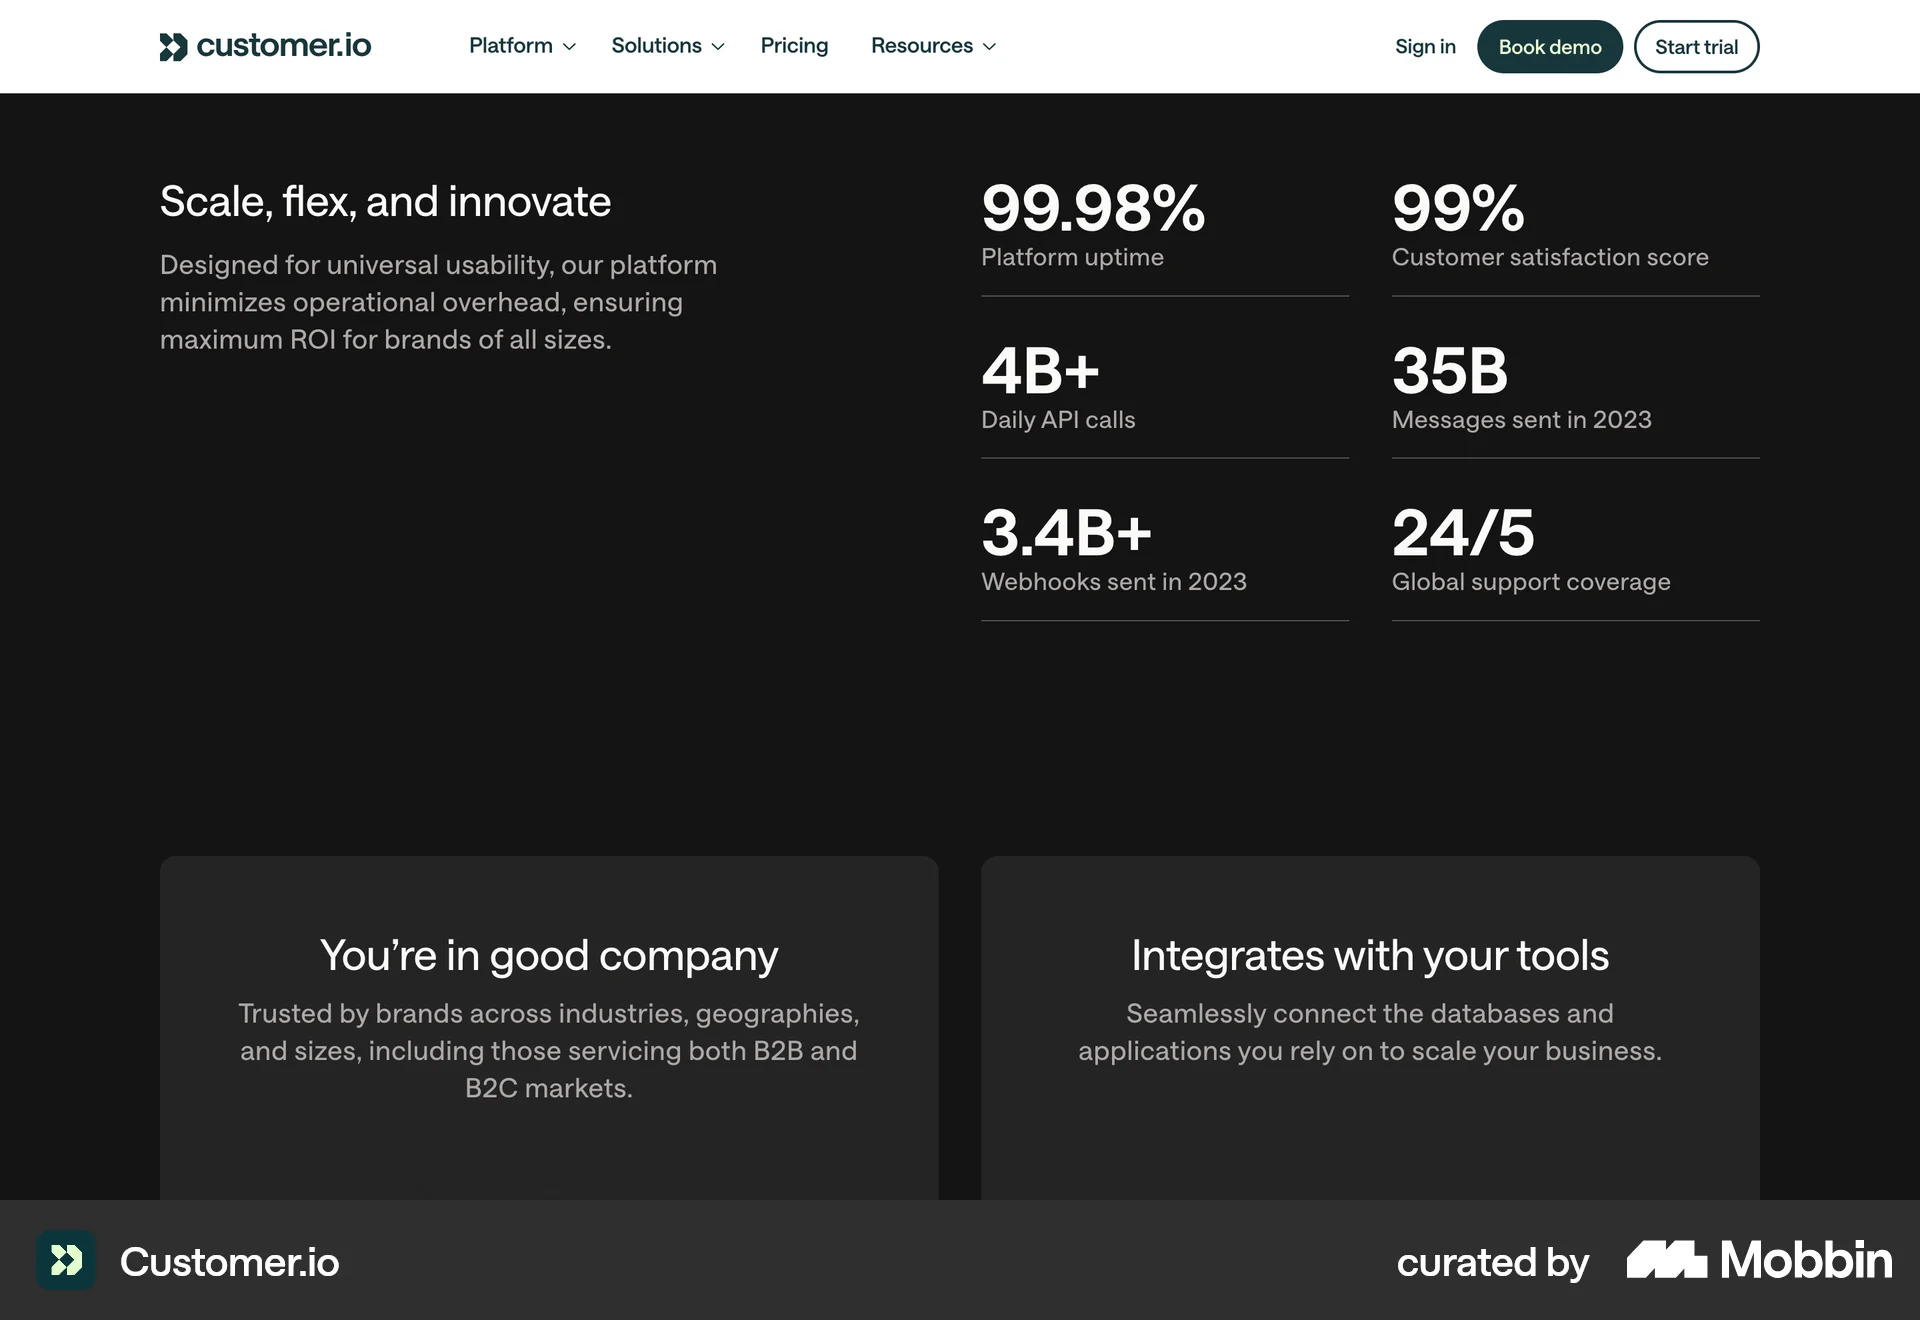 customer.io
Platform
Solutions
Pricing
Resources
Sign in
Book demo
Start trial
Scale, flex, and innovate
Designed for universal usability, our platform
minimizes operational overhead, ensuring
maximum ROI for brands of all sizes.
99.98%
Platform uptime
99%
Customer satisfaction score
4B+
Daily API calls
35B
Messages sent in 2023
3.4B+
Webhooks sent in 2023
24/5
Global support coverage
You’re in good company
Trusted by brands across industries, geographies,
and sizes, including those servicing both B2B and
B2C markets.
Integrates with your tools
Seamlessly connect the databases and
applications you rely on to scale your business.
Customer.io
curated by
Mobbin